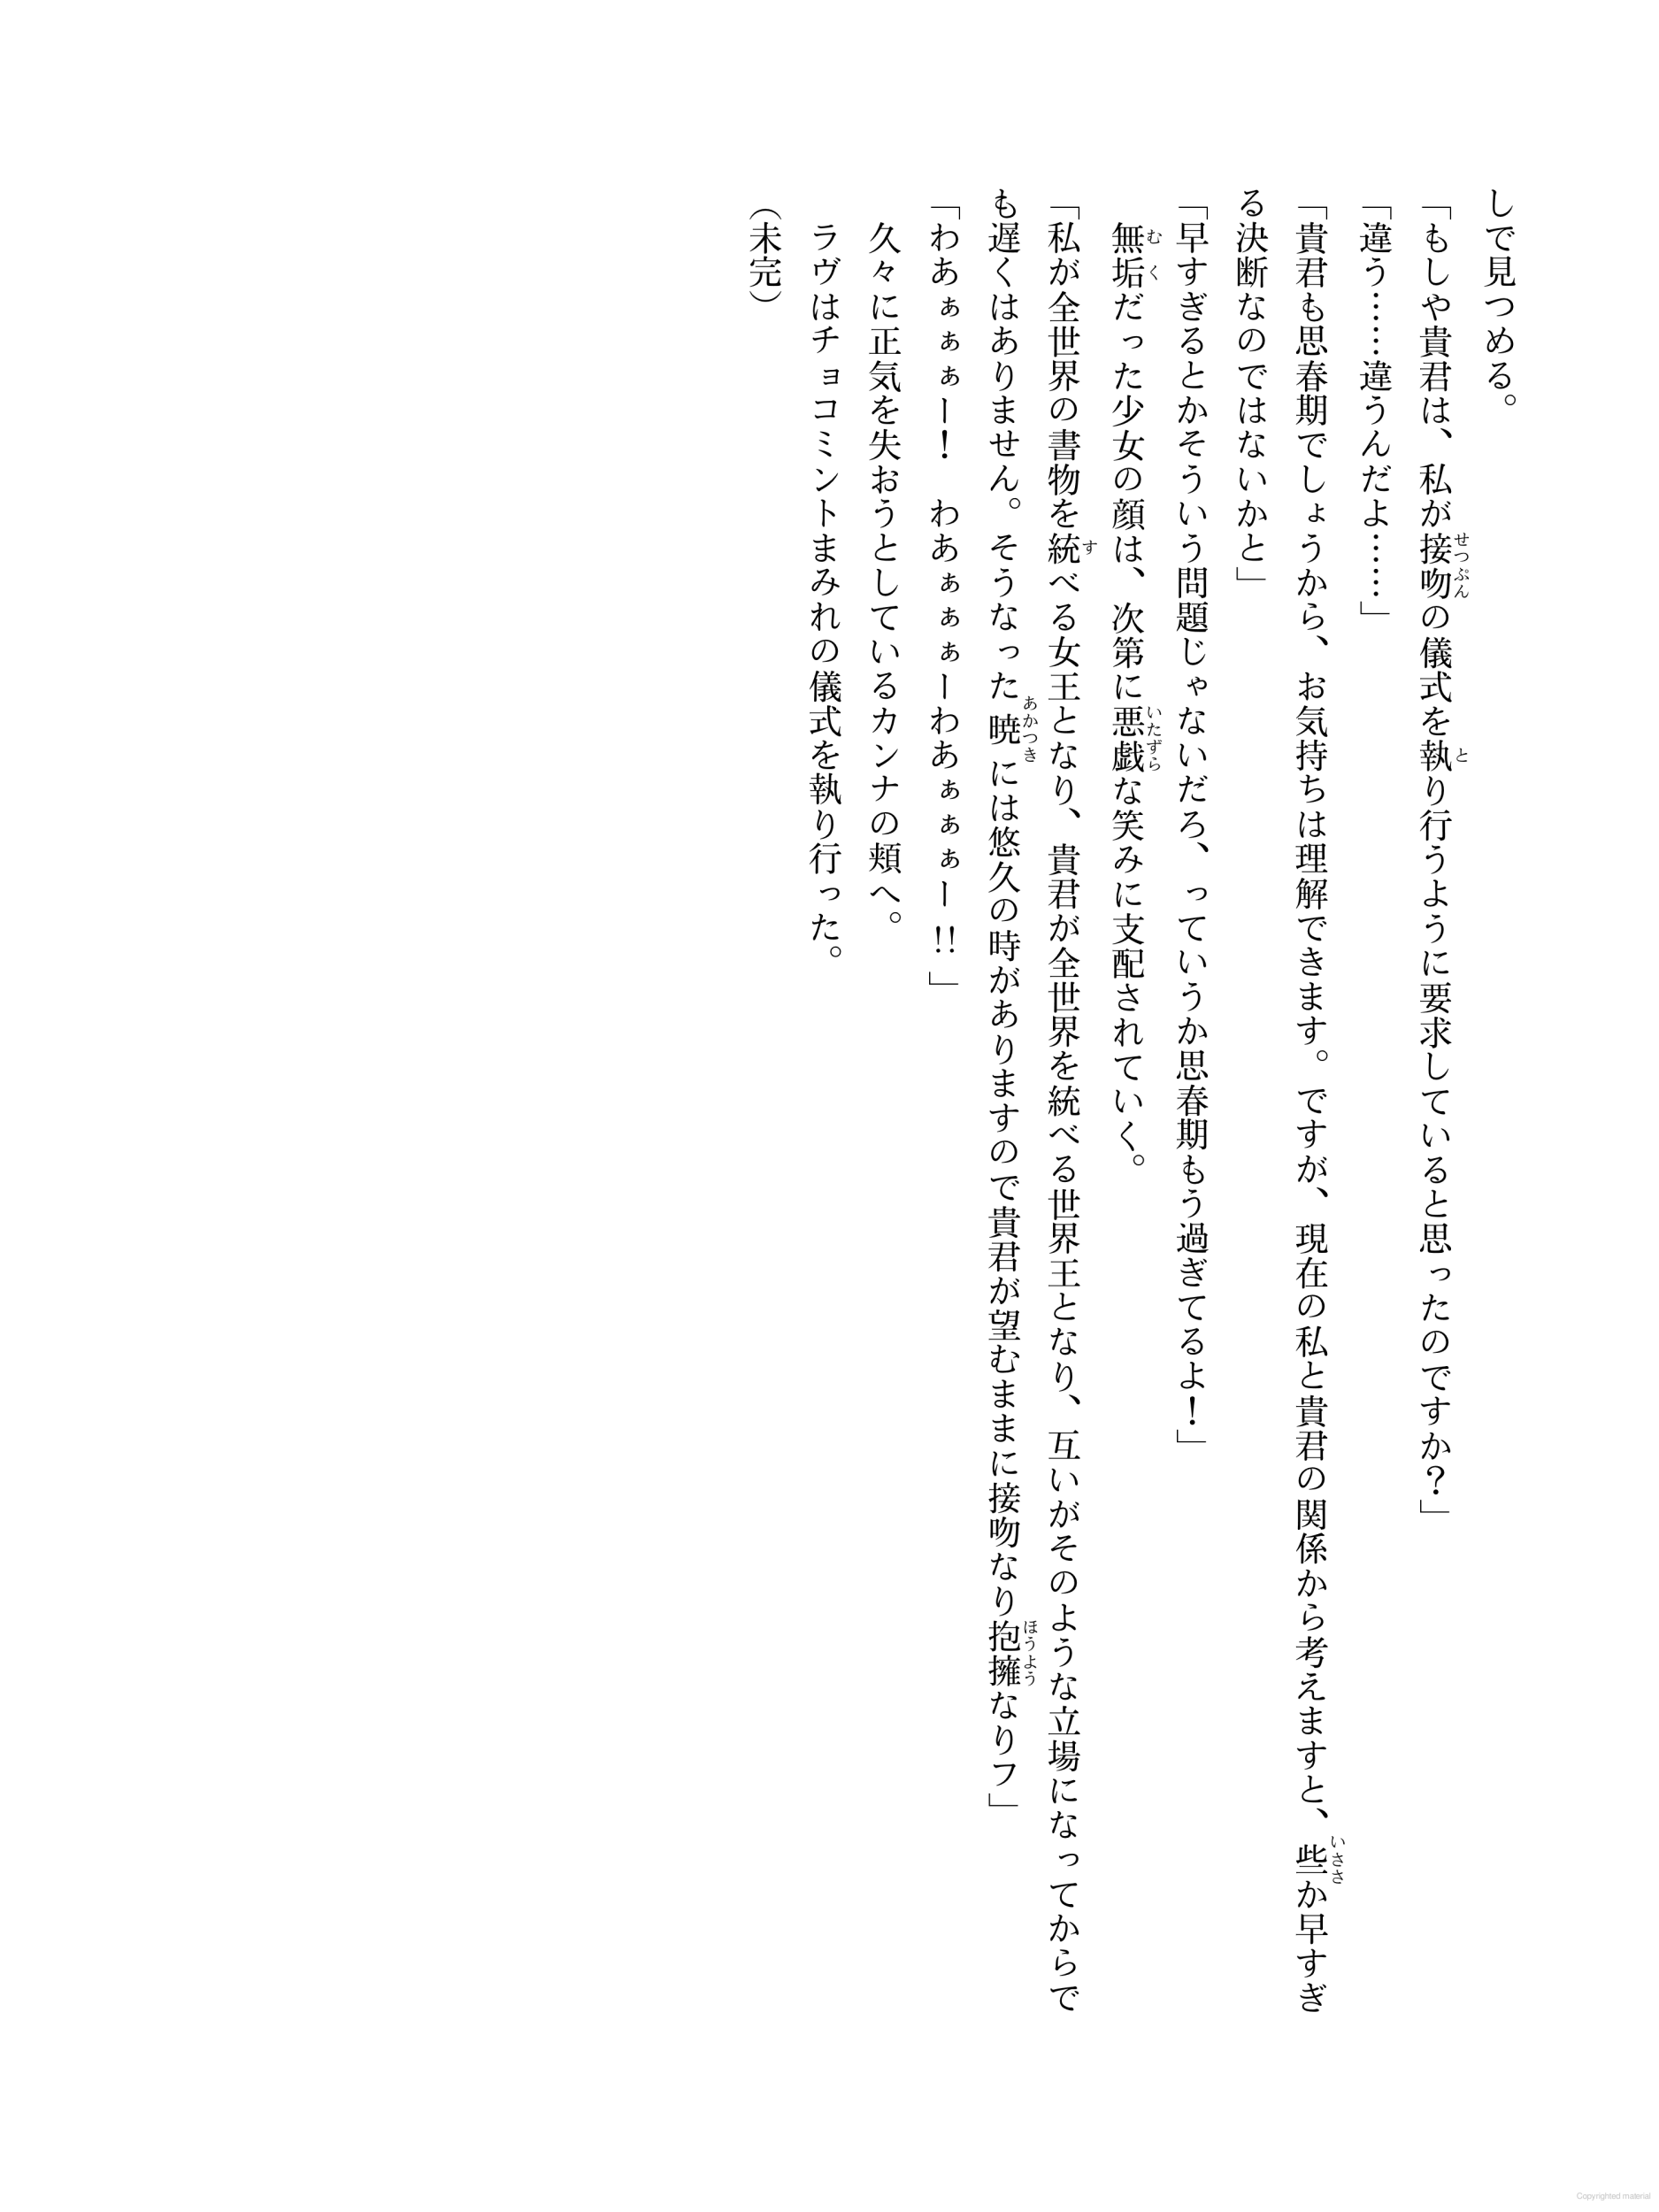 しで見つめる。
「もしや貴君は、私が接吻の儀式を執り行うように要求していると思ったのですか？」
「違う……違うんだよ……」
「貴君も思春期でしょうから、お気持ちは理解できます。ですが、現在の私と貴君の関係から考えますと、些か早すぎ
る決断なのではないかと」
「早すぎるとかそういう問題じゃないだろ、っていうか思春期もう過ぎてるよ！」
無垢だった少女の顔は、次第に悪戯な笑みに支配されていく。
「私が全世界の書物を統べる女王となり、貴君が全世界を統べる世界王となり、互いがそのような立場になってからで
も遅くはありません。そうなった暁には悠久の時がありますので貴君が望むままに接吻なり抱擁なりフ」
「わあぁぁぁー！　わあぁぁぁーわあぁぁぁー!!」
久々に正気を失おうとしているカンナの頬へ。
ラヴはチョコミントまみれの儀式を執り行った。
（未完）
Copyrighted material